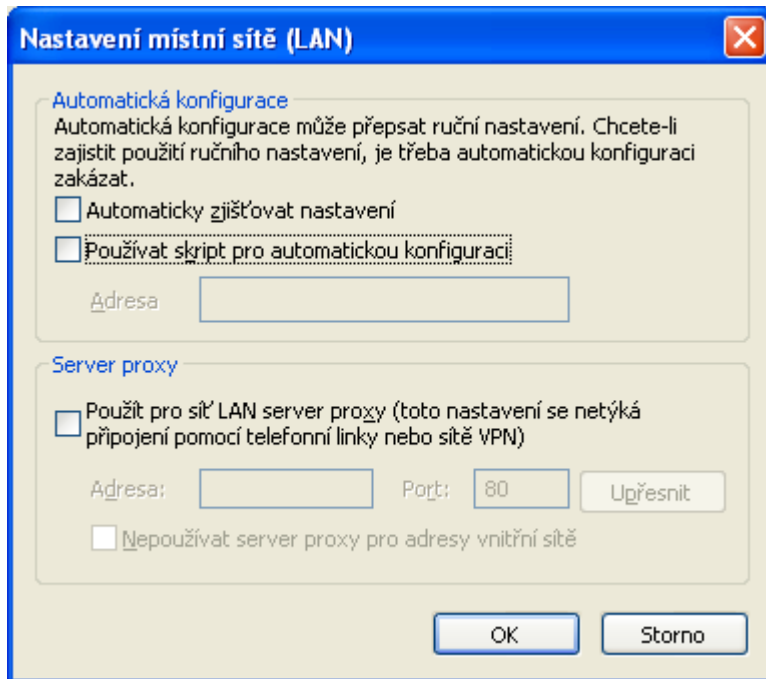 Nastavení místní sítě (LAN)
Automatická konfigurace
Automatická konfigurace může přepsat ruční nastavení. Chcete-li
zajistit použití ručního nastavení, je třeba automatickou konfiguraci
zakázat.
Automaticky zjišťovat nastavení
Používat skript pro automatickou konfiguraci
Adresa
Server proxy
Použít pro síť LAN server proxy (toto nastavení se netýká
připojení pomocí telefonní linky nebo sítě VPN)
Adresa: Port: 80 Upřesnit
Nepoužívat server proxy pro adresy vnitřní sítě
OK Storno